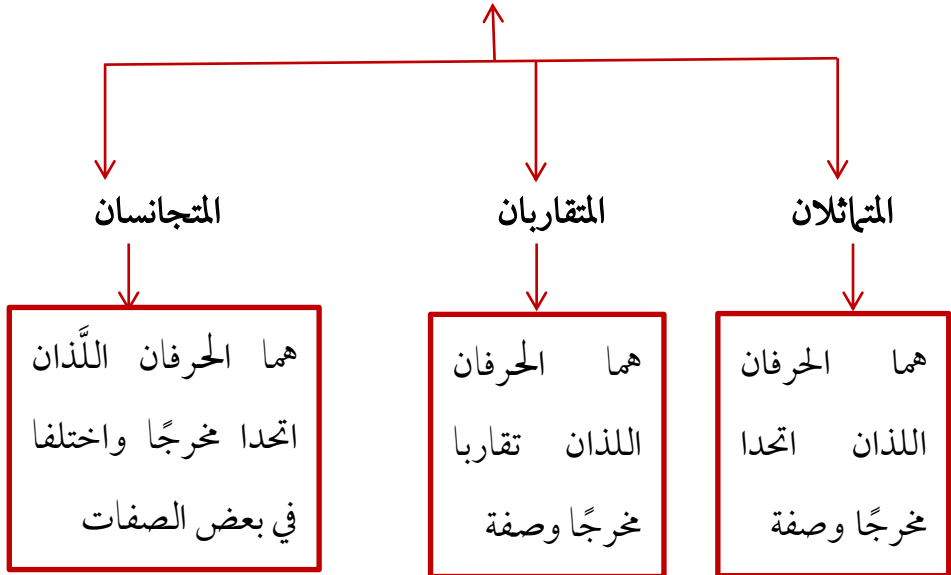 المتماثلان
المتقاربان
المتجانسان
هما الحرفان
اللذان اتحدا
مخرجًا وصفة
هما الحرفان
اللذان تقاربا
مخرجًا وصفة
هما الحرفان اللَّذان
اتحدا مخرجًا واختلفا
في بعض الصفات